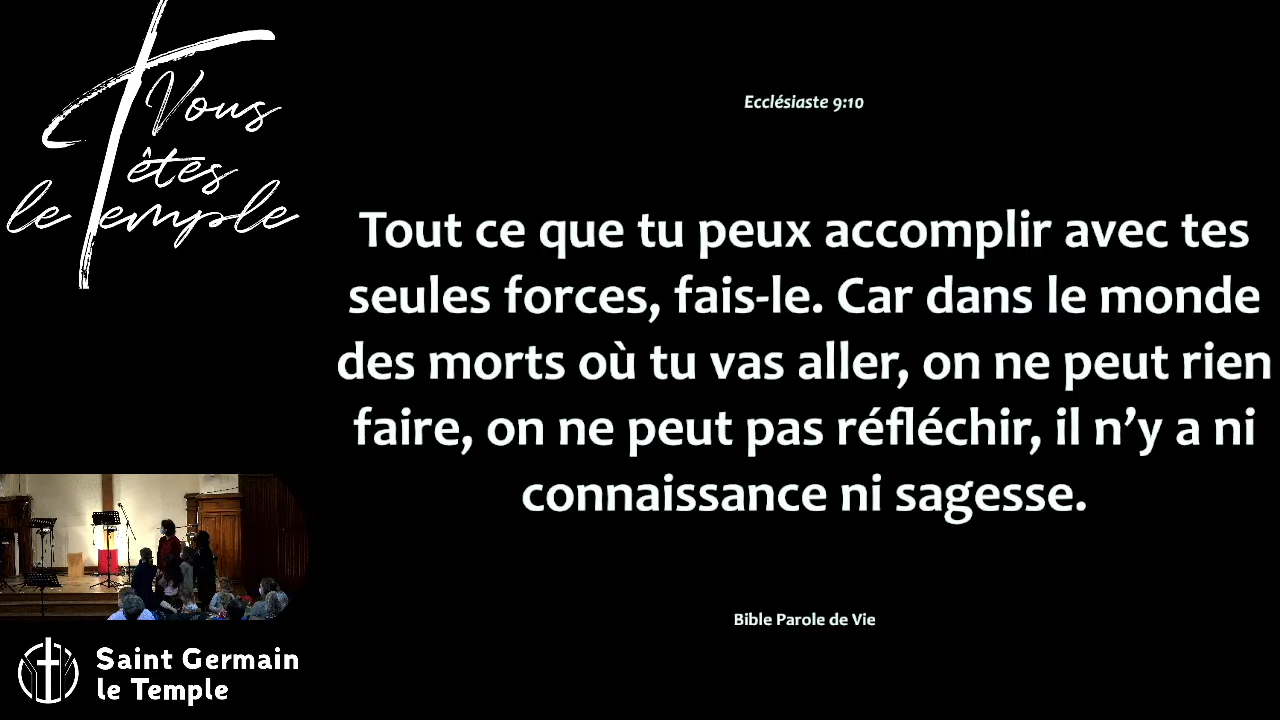 Vous
êtes
le Temple
Ecclésiaste 9:10
Tout ce que tu peux accomplir avec tes
seules forces, fais-le. Car dans le monde
des morts où tu vas aller, on ne peut rien
faire, on ne peut pas réfléchir, il n’y a ni
connaissance ni sagesse.
Bible Parole de Vie
Saint Germain
le Temple